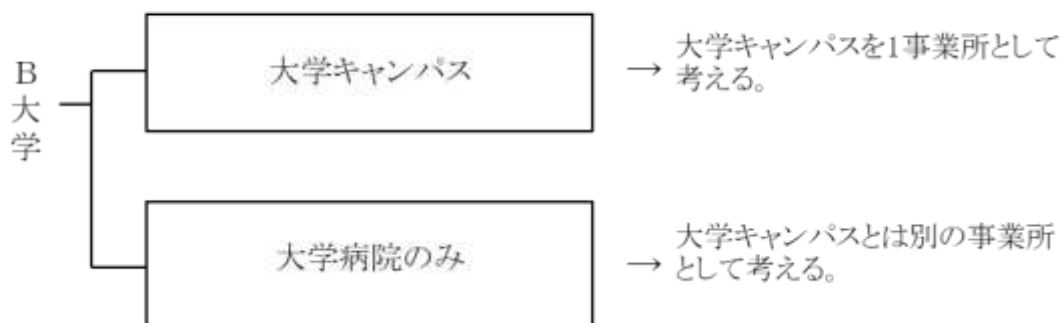 B大学
大学キャンパス
→ 大学キャンパスを1事業所として
考える。
大学病院のみ
→ 大学キャンパスとは別の事業所
として考える。